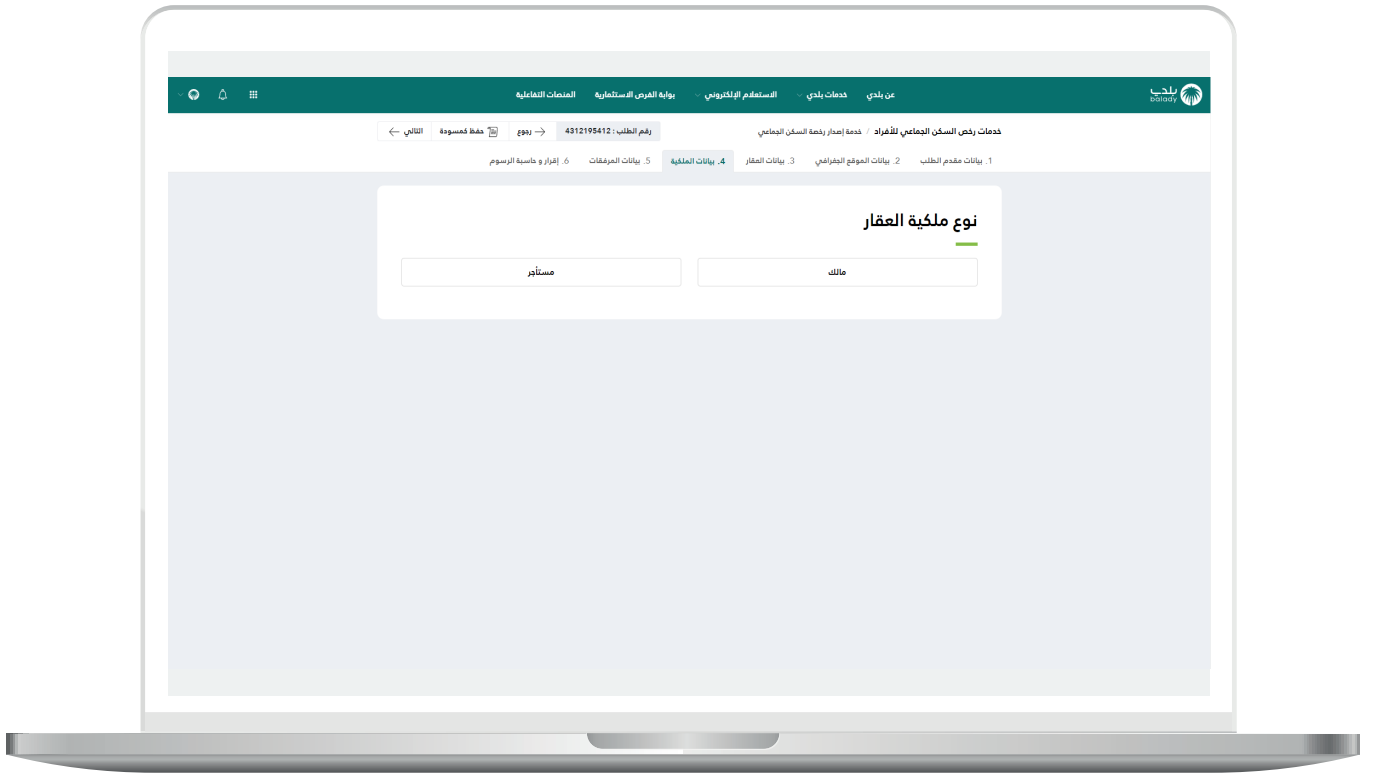 بلدي
balady
عن بلدي خدمات بلدي الاستعلام الإلكتروني بوابة الفرص الاستثمارية المنصات التفاعلية
خدمات رخص السكن الجماعي للأفراد / خدمة إصدار رخصة السكن الجماعي
رقم الطلب : 4312195412 رجوع حفظ كمسودة التالي
1. بيانات مقدم الطلب 2. بيانات الموقع الجغرافي 3. بيانات العقار 4. بيانات الملكية 5. بيانات المرفقات 6. إقرار و حاسبة الرسوم
نوع ملكية العقار
مالك مستأجر